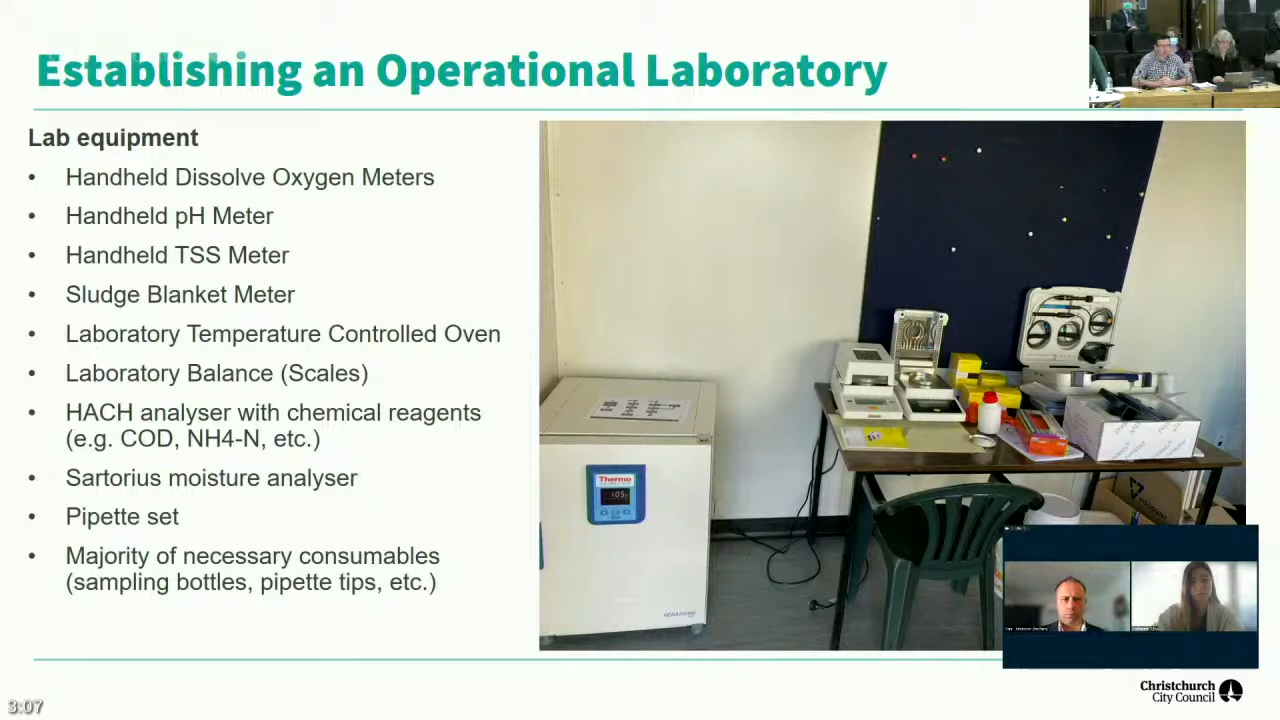 Establishing an Operational Laboratory
Lab equipment
• Handheld Dissolve Oxygen Meters
• Handheld pH Meter
• Handheld TSS Meter
• Sludge Blanket Meter
• Laboratory Temperature Controlled Oven
• Laboratory Balance (Scales)
• HACH analyser with chemical reagents
(e.g. COD, NH4-N, etc.)
• Sartorius moisture analyser
• Pipette set
• Majority of necessary consumables
(sampling bottles, pipette tips, etc.)
Thermo
SCIENTIFIC
105
HERATHERM
Christchurch
City Council
3:07